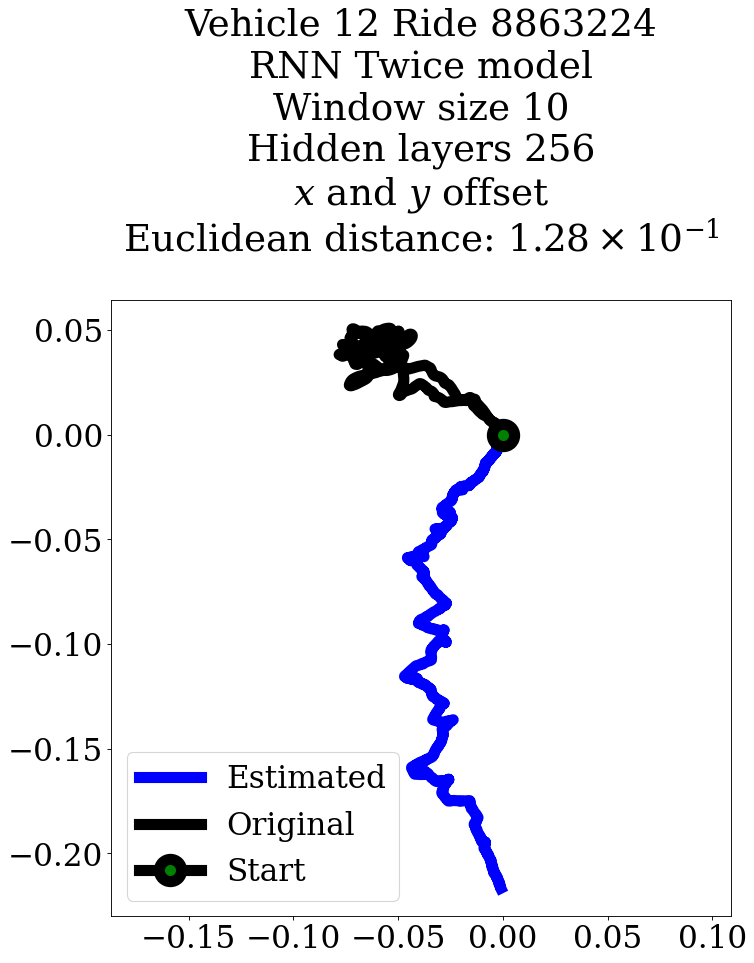 Vehicle 12 Ride 8863224
RNN Twice model
Window size 10
Hidden layers 256
x and y offset
Euclidean distance: 1.28 × 10⁻¹
0.05
0.00
−0.05
−0.10
−0.15
−0.20
Estimated
Original
Start
−0.15 −0.10 −0.05 0.00 0.05 0.10